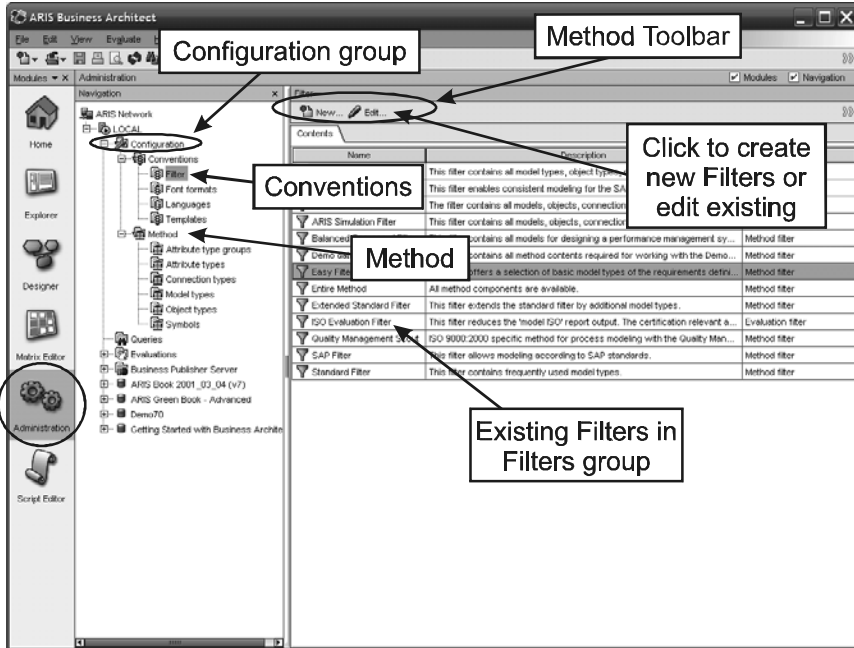 ARIS Business Architect
File Edit View Evaluate
Configuration group
Method Toolbar
Modules
Administration
Modules
Navigation
Navigation
New... Edit...
Contents
Name
Description
Click to create
new Filters or
edit existing
ARIS Network
LOCAL
Configuration
Conventions
Filter
Font formats
Languages
Templates
Method
Attribute type groups
Attribute types
Connection types
Model types
Object types
Symbols
Queries
Evaluations
Business Publisher Server
ARIS Book 2001_03_04 (v7)
ARIS Green Book - Advanced
Demo70
Getting Started with Business Archite
Home
Explorer
Designer
Matrix Editor
Administration
Script Editor
Conventions
Method
This filter contains all model types, object types,
This filter enables consistent modeling for the SA
The filter contains all models, objects, connection
ARIS Simulation Filter This filter contains all models, objects, connection
Balanced contains all models for designing a performance management sy... Method filter
Demo contains all method contents required for working with the Demo... Method filter
Easy Filter offers a selection of basic model types of the requirements defini... Method filter
Entire Method All method components are available. Method filter
Extended Standard Filter This filter extends the standard filter by additional model types. Method filter
ISO Evaluation Filter This filter reduces the 'model ISO' report output. The certification relevant a... Evaluation filter
Quality Management Scout ISO 9000:2000 specific method for process modeling with the Quality Man... Method filter
SAP Filter This filter allows modeling according to SAP standards. Method filter
Standard Filter This filter contains frequently used model types. Method filter
Existing Filters in
Filters group